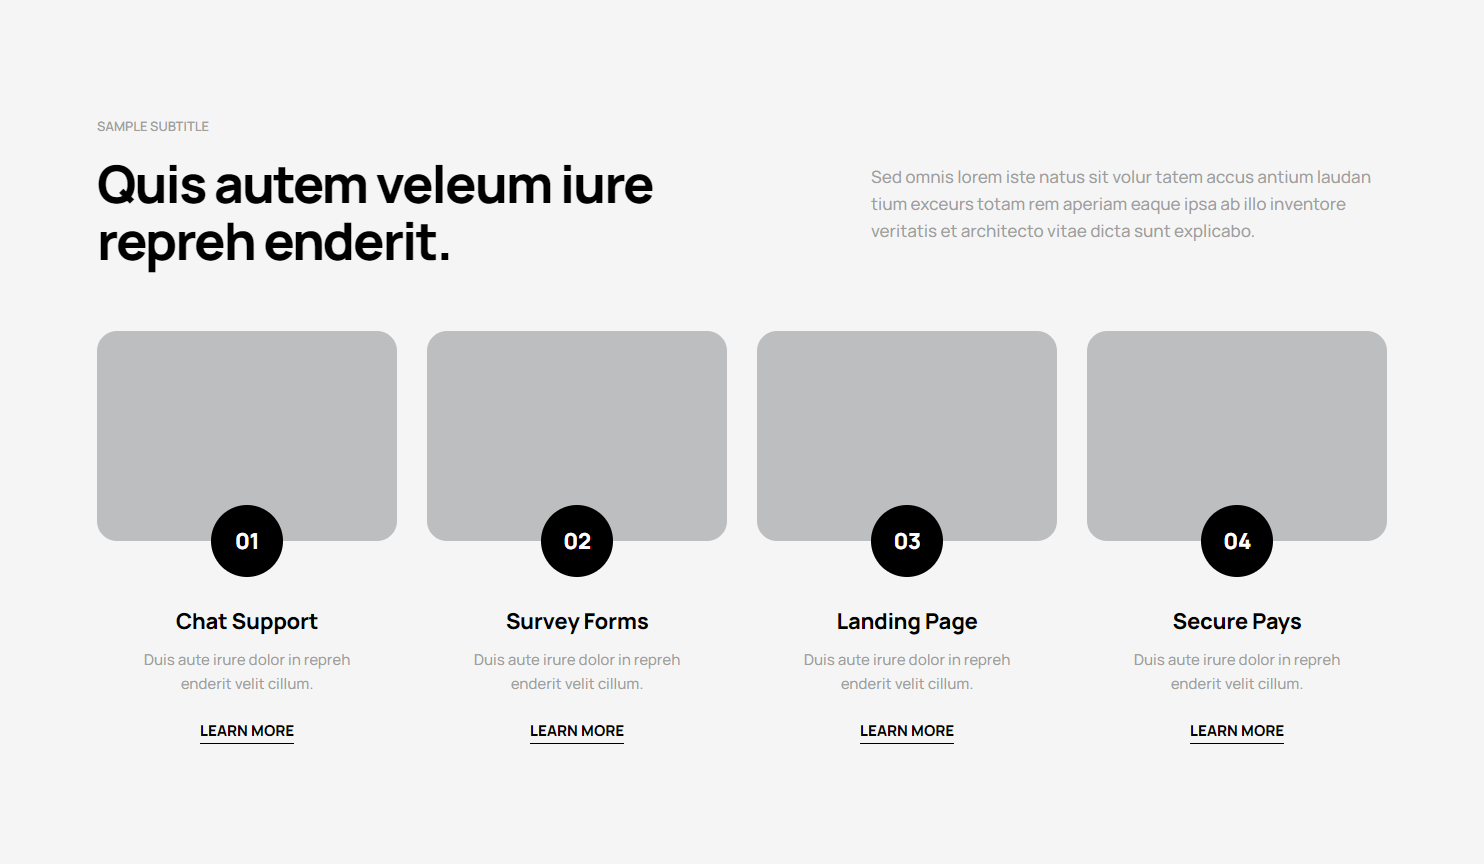 SAMPLE SUBTITLE
Quis autem veleum iure
repreh enderit.
Sed omnis lorem iste natus sit volur tatem accus antium laudan
tium exceurs totam rem aperiam eaque ipsa ab illo inventore
veritatis et architecto vitae dicta sunt explicabo.
01
Chat Support
Duis aute irure dolor in repreh
enderit velit cillum.
LEARN MORE
02
Survey Forms
Duis aute irure dolor in repreh
enderit velit cillum.
LEARN MORE
03
Landing Page
Duis aute irure dolor in repreh
enderit velit cillum.
LEARN MORE
04
Secure Pays
Duis aute irure dolor in repreh
enderit velit cillum.
LEARN MORE